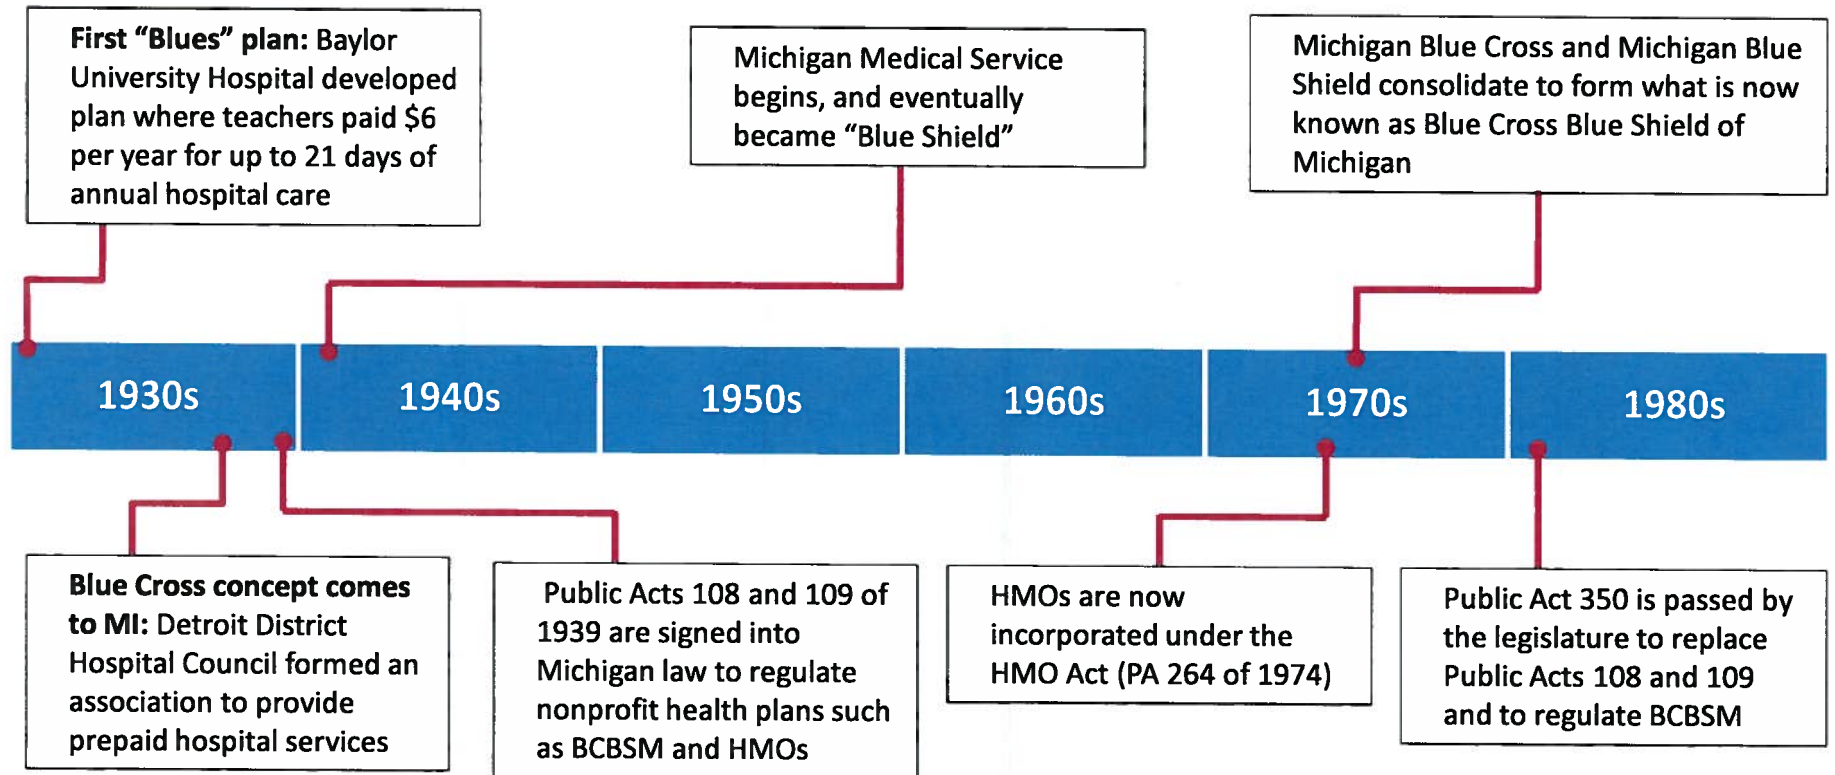 First “Blues” plan: Baylor
University Hospital developed
plan where teachers paid $6
per year for up to 21 days of
annual hospital care
Michigan Medical Service
begins, and eventually
became “Blue Shield”
Michigan Blue Cross and Michigan Blue
Shield consolidate to form what is now
known as Blue Cross Blue Shield of
Michigan
1930s
1940s
1950s
1960s
1970s
1980s
Blue Cross concept comes
to MI: Detroit District
Hospital Council formed an
association to provide
prepaid hospital services
Public Acts 108 and 109 of
1939 are signed into
Michigan law to regulate
nonprofit health plans such
as BCBSM and HMOs
HMOs are now
incorporated under the
HMO Act (PA 264 of 1974)
Public Act 350 is passed by
the legislature to replace
Public Acts 108 and 109
and to regulate BCBSM